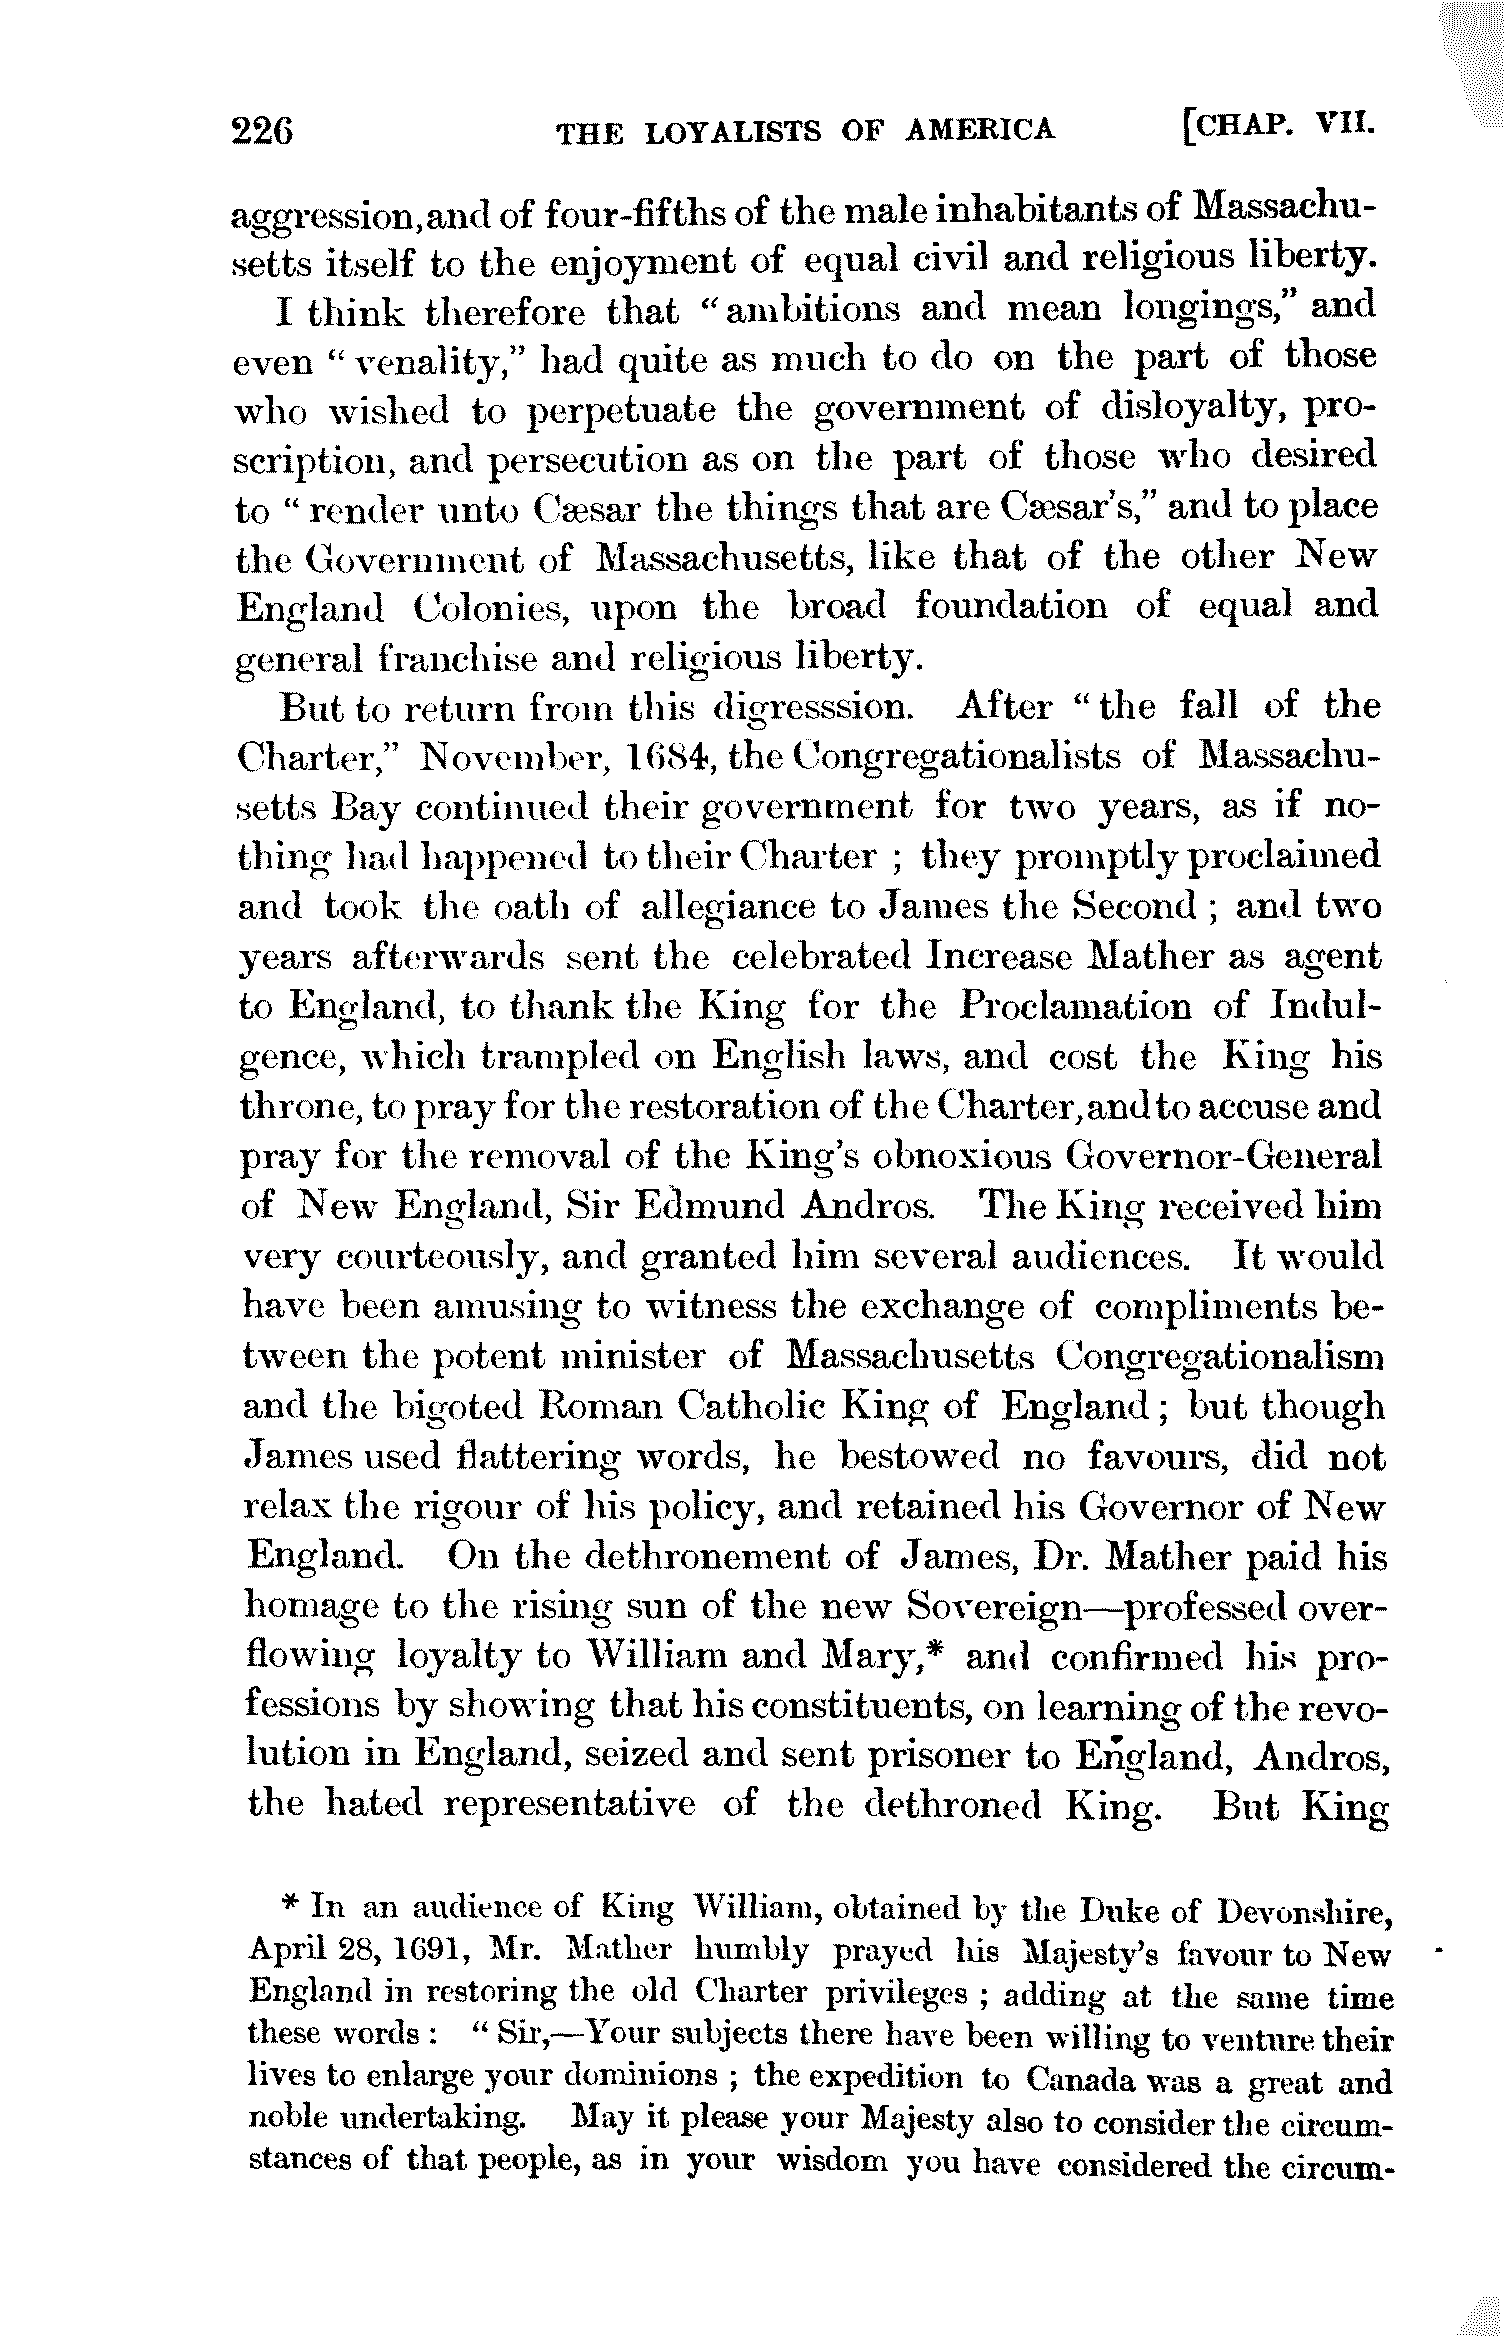 226 THE LOYALISTS OF AMERICA [CHAP. VII.
aggression, and of four-fifths of the male inhabitants of Massachu-
setts itself to the enjoyment of equal civil and religious liberty.
I think therefore that "ambitions and mean longings," and
even "venality," had quite as much to do on the part of those
who wished to perpetuate the government of disloyalty, pro-
scription, and persecution as on the part of those who desired
to "render unto Cæsar the things that are Cæsar's," and to place
the Government of Massachusetts, like that of the other New
England Colonies, upon the broad foundation of equal and
general franchise and religious liberty.
But to return from this digresssion. After "the fall of the
Charter," November, 1684, the Congregationalists of Massachu-
setts Bay continued their government for two years, as if no-
thing had happened to their Charter ; they promptly proclaimed
and took the oath of allegiance to James the Second ; and two
years afterwards sent the celebrated Increase Mather as agent
to England, to thank the King for the Proclamation of Indul-
gence, which trampled on English laws, and cost the King his
throne, to pray for the restoration of the Charter, and to accuse and
pray for the removal of the King's obnoxious Governor-General
of New England, Sir Edmund Andros. The King received him
very courteously, and granted him several audiences. It would
have been amusing to witness the exchange of compliments be-
tween the potent minister of Massachusetts Congregationalism
and the bigoted Roman Catholic King of England ; but though
James used flattering words, he bestowed no favours, did not
relax the rigour of his policy, and retained his Governor of New
England. On the dethronement of James, Dr. Mather paid his
homage to the rising sun of the new Sovereign—professed over-
flowing loyalty to William and Mary,* and confirmed his pro-
fessions by showing that his constituents, on learning of the revo-
lution in England, seized and sent prisoner to England, Andros,
the hated representative of the dethroned King. But King
* In an audience of King William, obtained by the Duke of Devonshire,
April 28, 1691, Mr. Mather humbly prayed his Majesty's favour to New
England in restoring the old Charter privileges ; adding at the same time
these words : "Sir,—Your subjects there have been willing to venture their
lives to enlarge your dominions ; the expedition to Canada was a great and
noble undertaking. May it please your Majesty also to consider the circum-
stances of that people, as in your wisdom you have considered the circum-